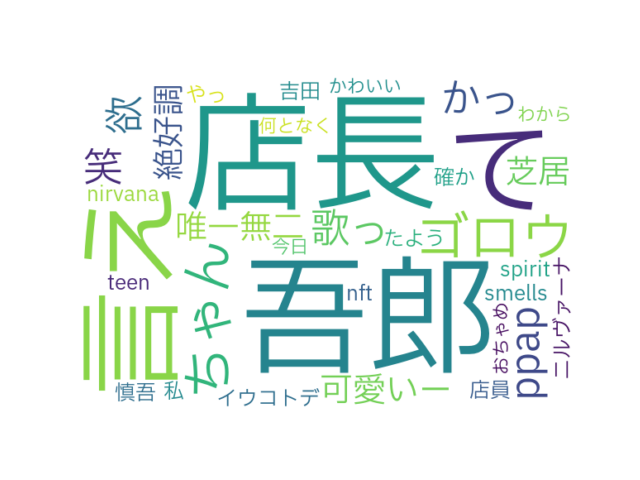 やっ
吉田
かわいい
かっ
わから
欲
絶好調
店長
何となく
て
笑
確か
芝居
nirvana
言え
唯一無二
歌っ
たよう
ゴロウ
今日
ちゃん
吾郎
spirit
teen
nft
smells
ppap
おちゃめ
ニルヴァーナ
慎吾
私
イウコトデ
可愛いー
店員